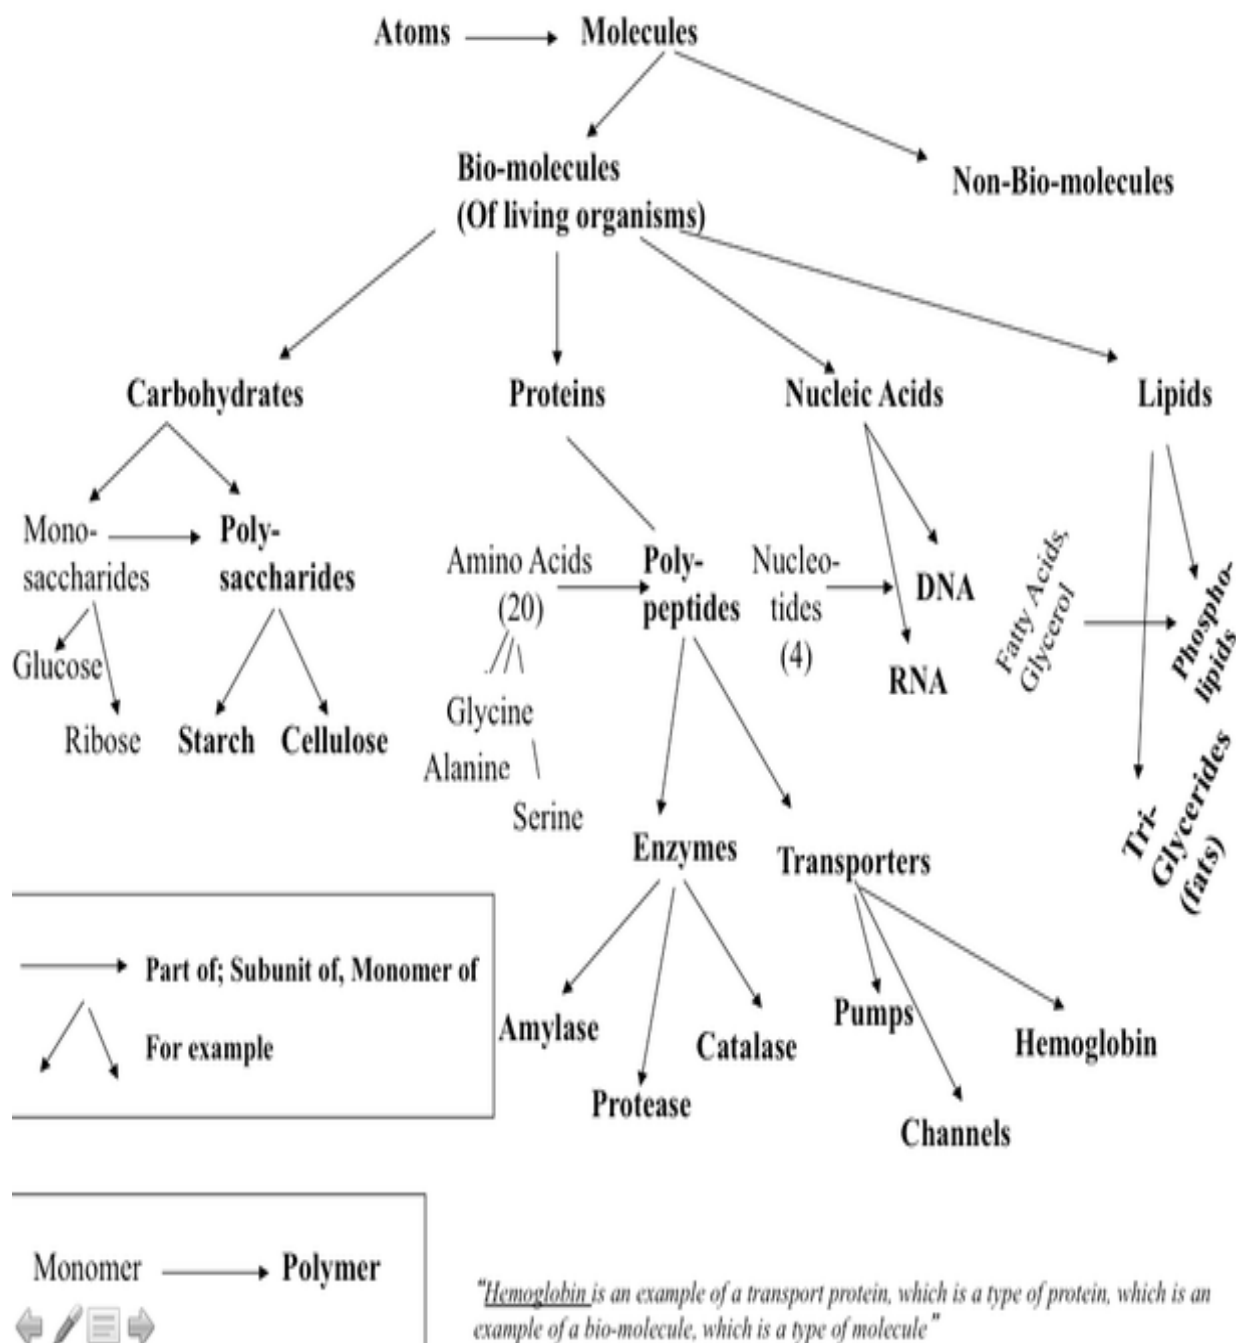 Atoms
Molecules
Bio-molecules
(Of living organisms)
Non-Bio-molecules
Carbohydrates
Proteins
Nucleic Acids
Lipids
Mono-
saccharides
Poly-
saccharides
Amino Acids
(20)
Poly-
peptides
Nucleo-
tides
(4)
DNA
RNA
Fatty Acids,
Glycerol
Phospho-
lipids
Tri-
Glycerides
(fats)
Glucose
Ribose
Starch
Cellulose
Glycine
Alanine
Serine
Enzymes
Transporters
Amylase
Protease
Catalase
Pumps
Channels
Hemoglobin
Part of; Subunit of, Monomer of
For example
Monomer
Polymer
"Hemoglobin is an example of a transport protein, which is a type of protein, which is an
example of a bio-molecule, which is a type of molecule"